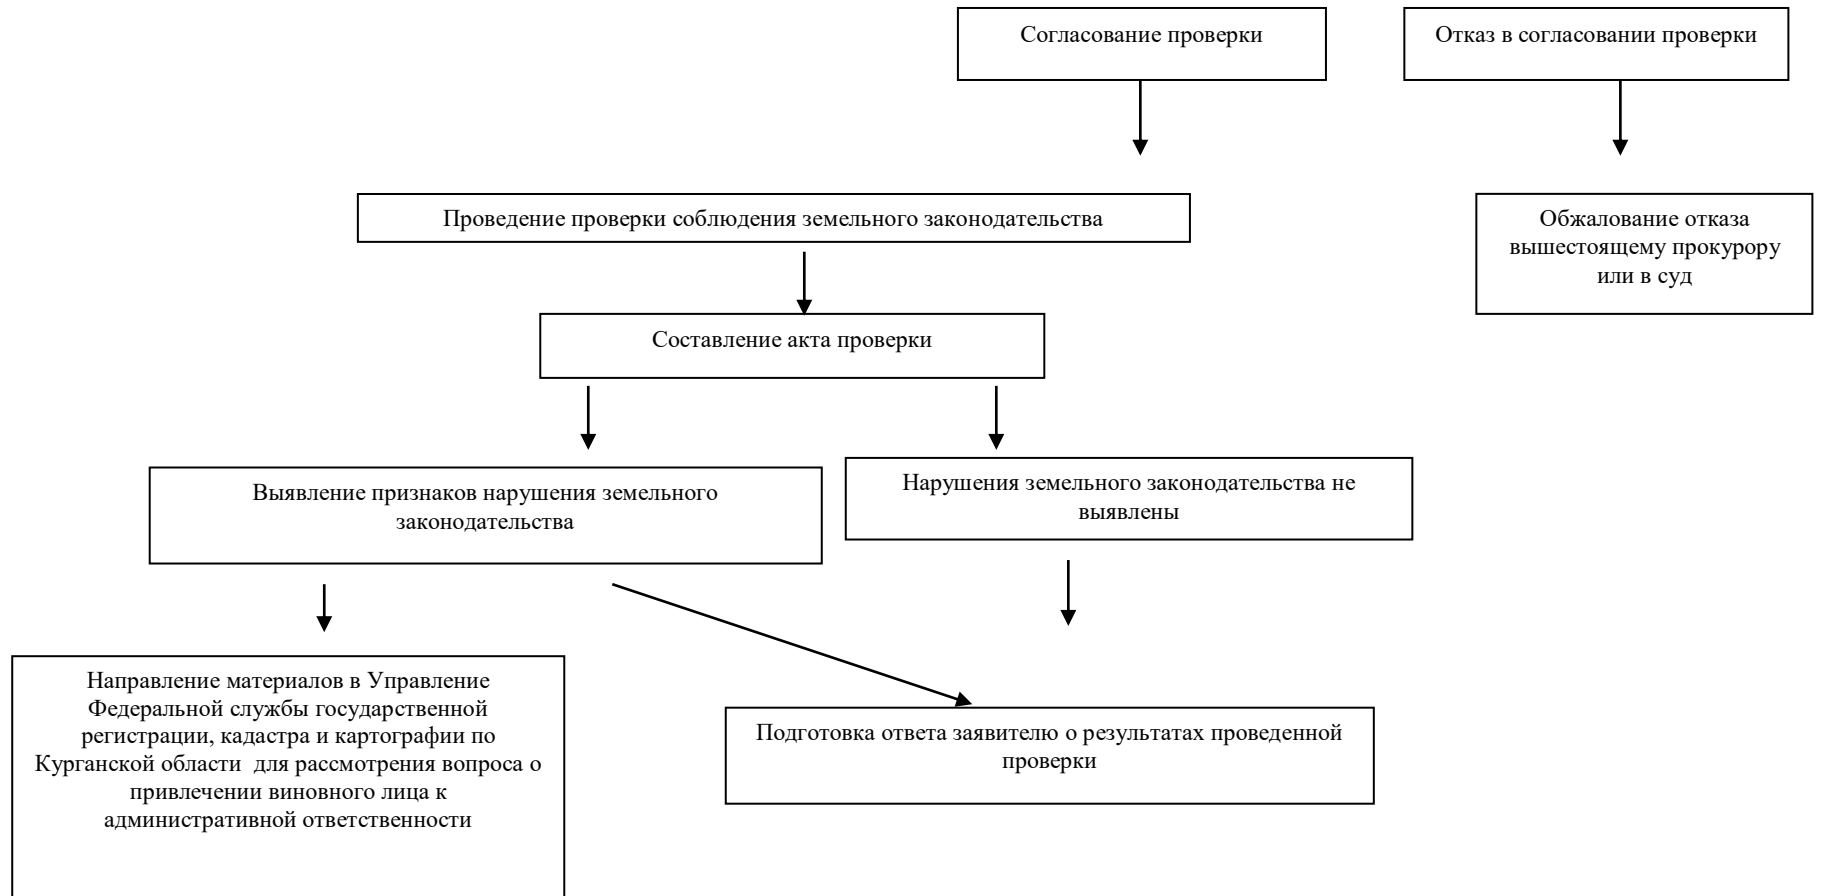 Согласование проверки
Отказ в согласовании проверки
Проведение проверки соблюдения земельного законодательства
Обжалование отказа
вышестоящему прокурору
или в суд
Составление акта проверки
Выявление признаков нарушения земельного
законодательства
Нарушения земельного законодательства не
выявлены
Направление материалов в Управление
Федеральной службы государственной
регистрации, кадастра и картографии по
Курганской области  для рассмотрения вопроса о
привлечении виновного лица к
административной ответственности
Подготовка ответа заявителю о результатах проведенной
проверки